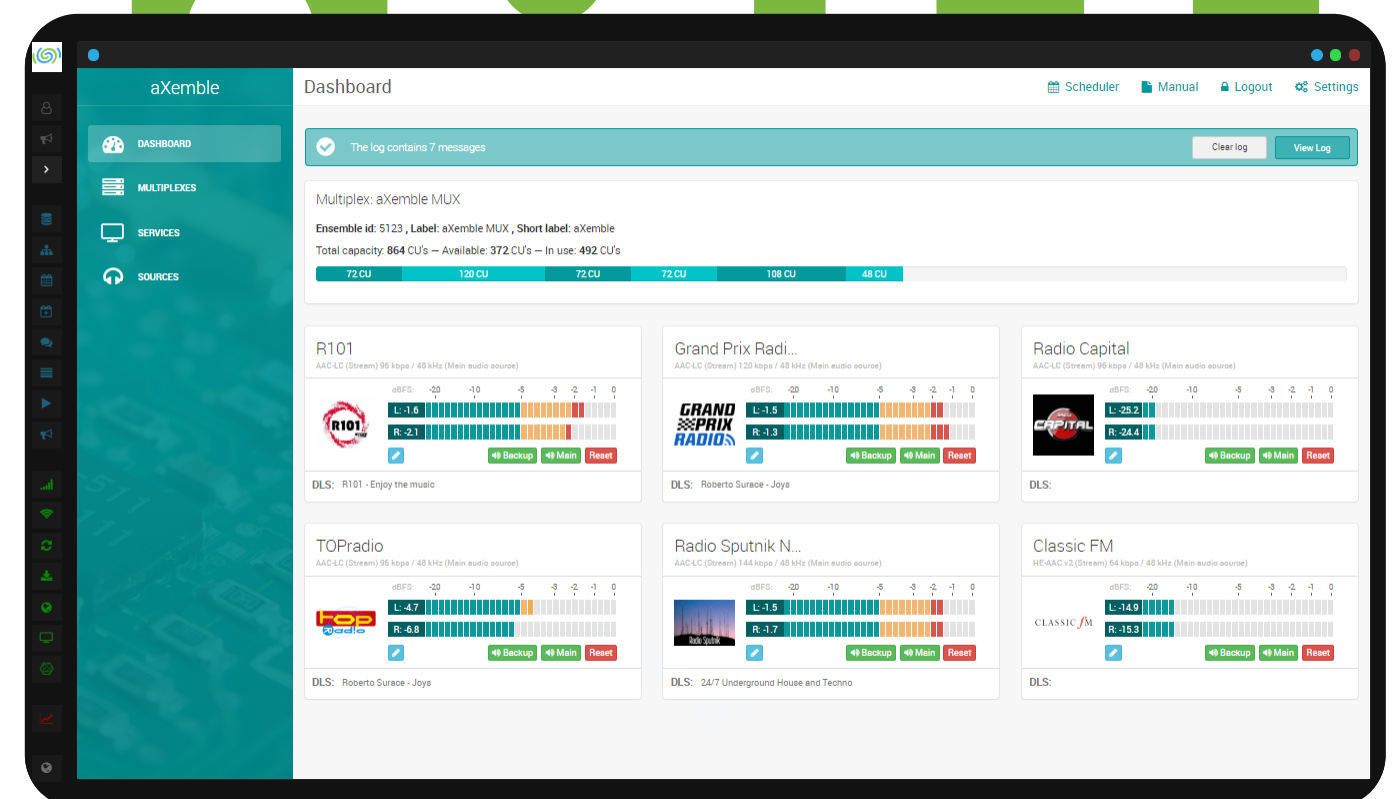 aXemble
Dashboard
Scheduler
Manual
Logout
Settings
DASHBOARD
MULTIPLEXES
SERVICES
SOURCES
The log contains 7 messages
Clear log
View Log
Multiplex: aXemble MUX
Ensemble id: 5123 , Label: aXemble MUX , Short label: aXemble
Total capacity: 864 CU's — Available: 372 CU's — In use: 492 CU's
72 CU 120 CU 72 CU 72 CU 108 CU 48 CU
R101
AAC-LC (Stream) 96 kbps / 48 kHz (Main audio source)
dBFS: -20 -10 -5 -3 -2 -1 0
R101
L: -1.6
R: -2.1
Backup Main Reset
DLS: R101 - Enjoy the music
Grand Prix Radi...
AAC-LC (Stream) 120 kbps / 48 kHz (Main audio source)
dBFS: -20 -10 -5 -3 -2 -1 0
GRAND
PRIX
RADIO
L: -1.5
R: -1.3
Backup Main Reset
DLS: Roberto Surace - Joys
Radio Capital
AAC-LC (Stream) 96 kbps / 48 kHz (Main audio source)
dBFS: -20 -10 -5 -3 -2 -1 0
CAPITAL
L: -25.2
R: -24.4
Backup Main Reset
DLS:
TOPradio
AAC-LC (Stream) 96 kbps / 48 kHz (Main audio source)
dBFS: -20 -10 -5 -3 -2 -1 0
top
radio
L: -4.7
R: -6.8
Backup Main Reset
DLS: Roberto Surace - Joys
Radio Sputnik N...
AAC-LC (Stream) 144 kbps / 48 kHz (Main audio source)
dBFS: -20 -10 -5 -3 -2 -1 0
Radio Sputnik
L: -1.5
R: -1.7
Backup Main Reset
DLS: 24/7 Underground House and Techno
Classic FM
HE-AAC v2 (Stream) 64 kbps / 48 kHz (Main audio source)
dBFS: -20 -10 -5 -3 -2 -1 0
CLASSIC fM
L: -14.9
R: -15.3
Backup Main Reset
DLS: